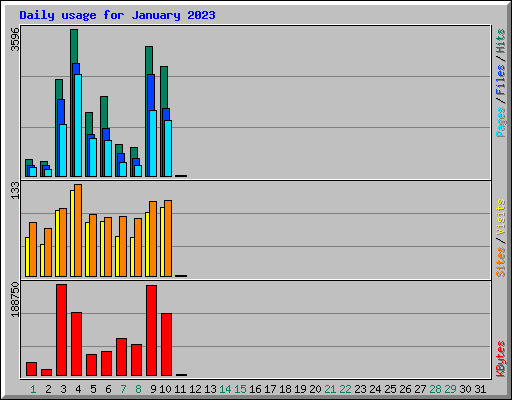 Daily usage for January 2023
3596
133
188750
Pages/Files/Hits
Sites/Visits
KBytes
1 2 3 4 5 6 7 8 9 10 11 12 13 14 15 16 17 18 19 20 21 22 23 24 25 26 27 28 29 30 31